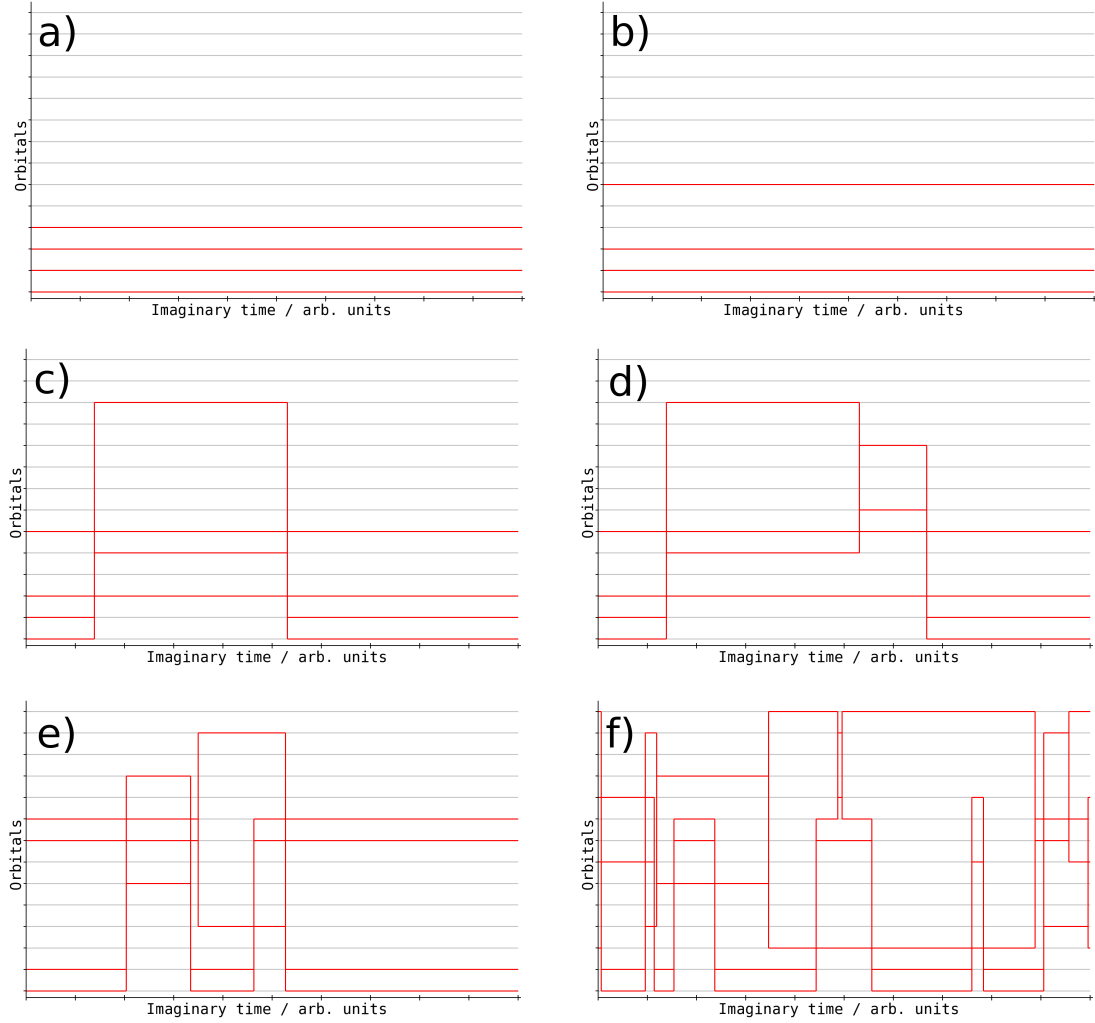 a)
Orbitals
Imaginary time / arb. units
b)
Orbitals
Imaginary time / arb. units
c)
Orbitals
Imaginary time / arb. units
d)
Orbitals
Imaginary time / arb. units
e)
Orbitals
Imaginary time / arb. units
f)
Orbitals
Imaginary time / arb. units